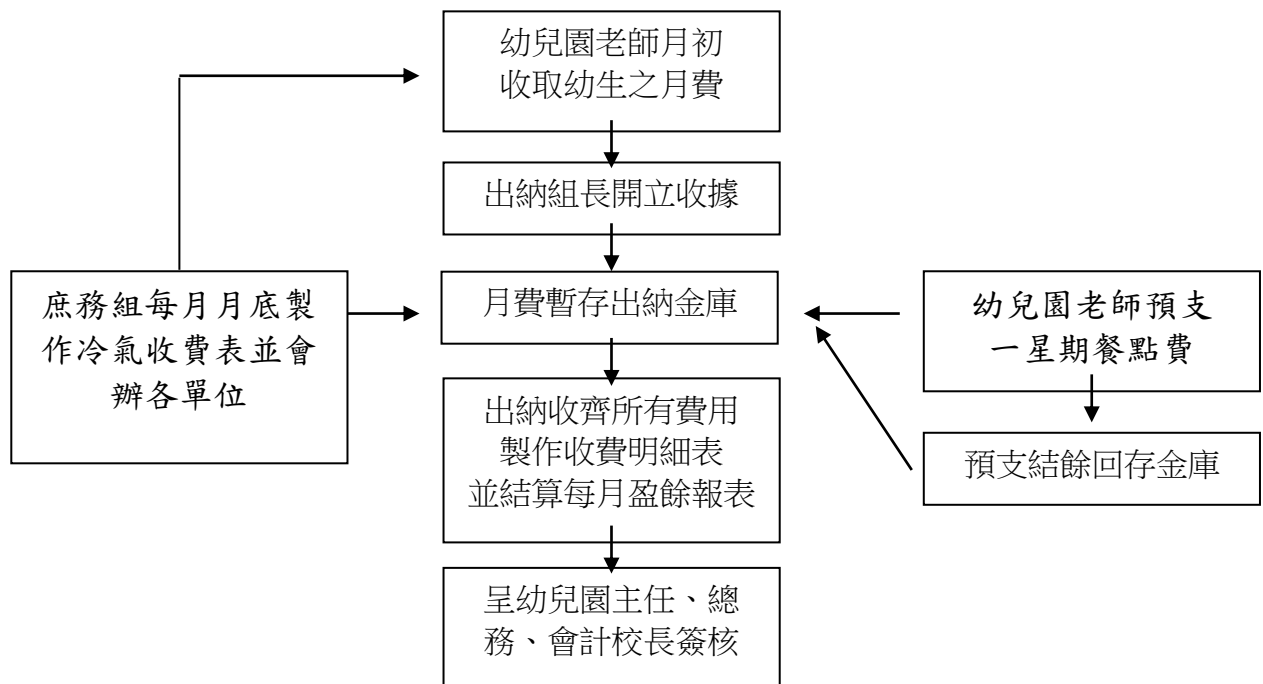 幼兒園老師月初
收取幼生之月費
出納組長開立收據
庶務組每月月底製
作冷氣收費表並會
辦各單位
月費暫存出納金庫
幼兒園老師預支
一星期餐點費
出納收齊所有費用
製作收費明細表
並結算每月盈餘報表
預支結餘回存金庫
呈幼兒園主任、總
務、會計校長簽核